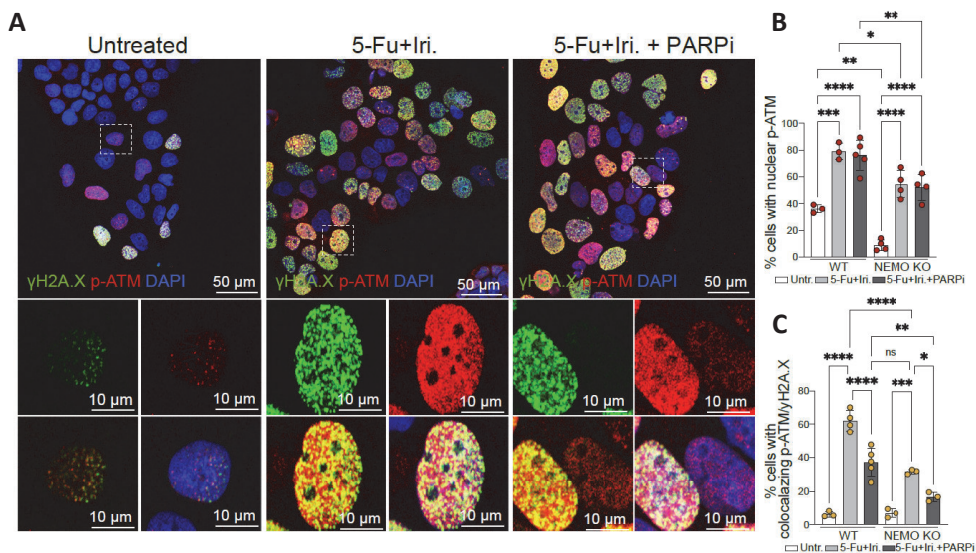 A
Untreated
5-Fu+Iri.
5-Fu+Iri. + PARPi
γH2A.X p-ATM DAPI
50 µm
γH2A.X p-ATM DAPI
50 µm
γH2A.X p-ATM DAPI
50 µm
10 µm
10 µm
10 µm
10 µm
10 µm
10 µm
10 µm
10 µm
10 µm
10 µm
10 µm
10 µm
B
**
*
**
**** ****
*** ****
% cells with nuclear p-ATM
100
80
60
40
20
0
WT NEMO KO
Untr. 5-Fu+Iri. 5-Fu+Iri.+PARPi
C
****
**
ns
**** *
**** ***
% cells with
colocalazing p-ATM/γH2A.X
80
60
40
20
0
WT NEMO KO
Untr. 5-Fu+Iri. 5-Fu+Iri.+PARPi